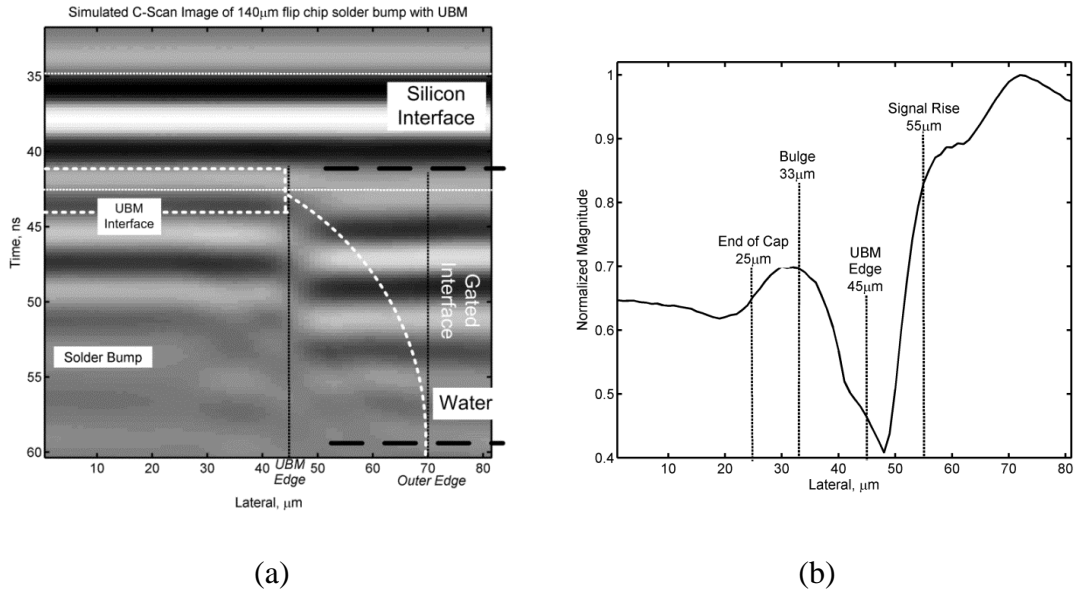 Simulated C-Scan Image of 140μm flip chip solder bump with UBM
35
40
45
50
55
60
Time, ns
Silicon
Interface
UBM
Interface
Gated
Interface
Solder Bump
Water
10
20
30
40
50
60
70
80
UBM
Edge
Outer Edge
Lateral, μm
(a)
1
0.9
0.8
0.7
0.6
0.5
0.4
Normalized Magnitude
Signal Rise
55μm
Bulge
33μm
End of Cap
25μm
UBM
Edge
45μm
10
20
30
40
50
60
70
80
Lateral, μm
(b)